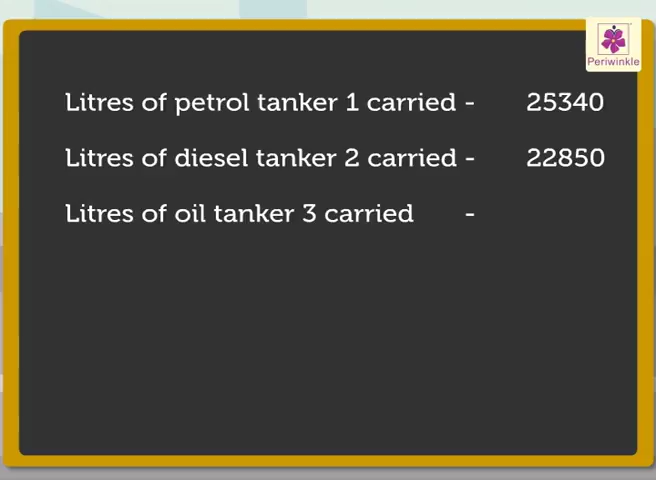 Periwinkle
Litres of petrol tanker 1 carried - 25340
Litres of diesel tanker 2 carried - 22850
Litres of oil tanker 3 carried -